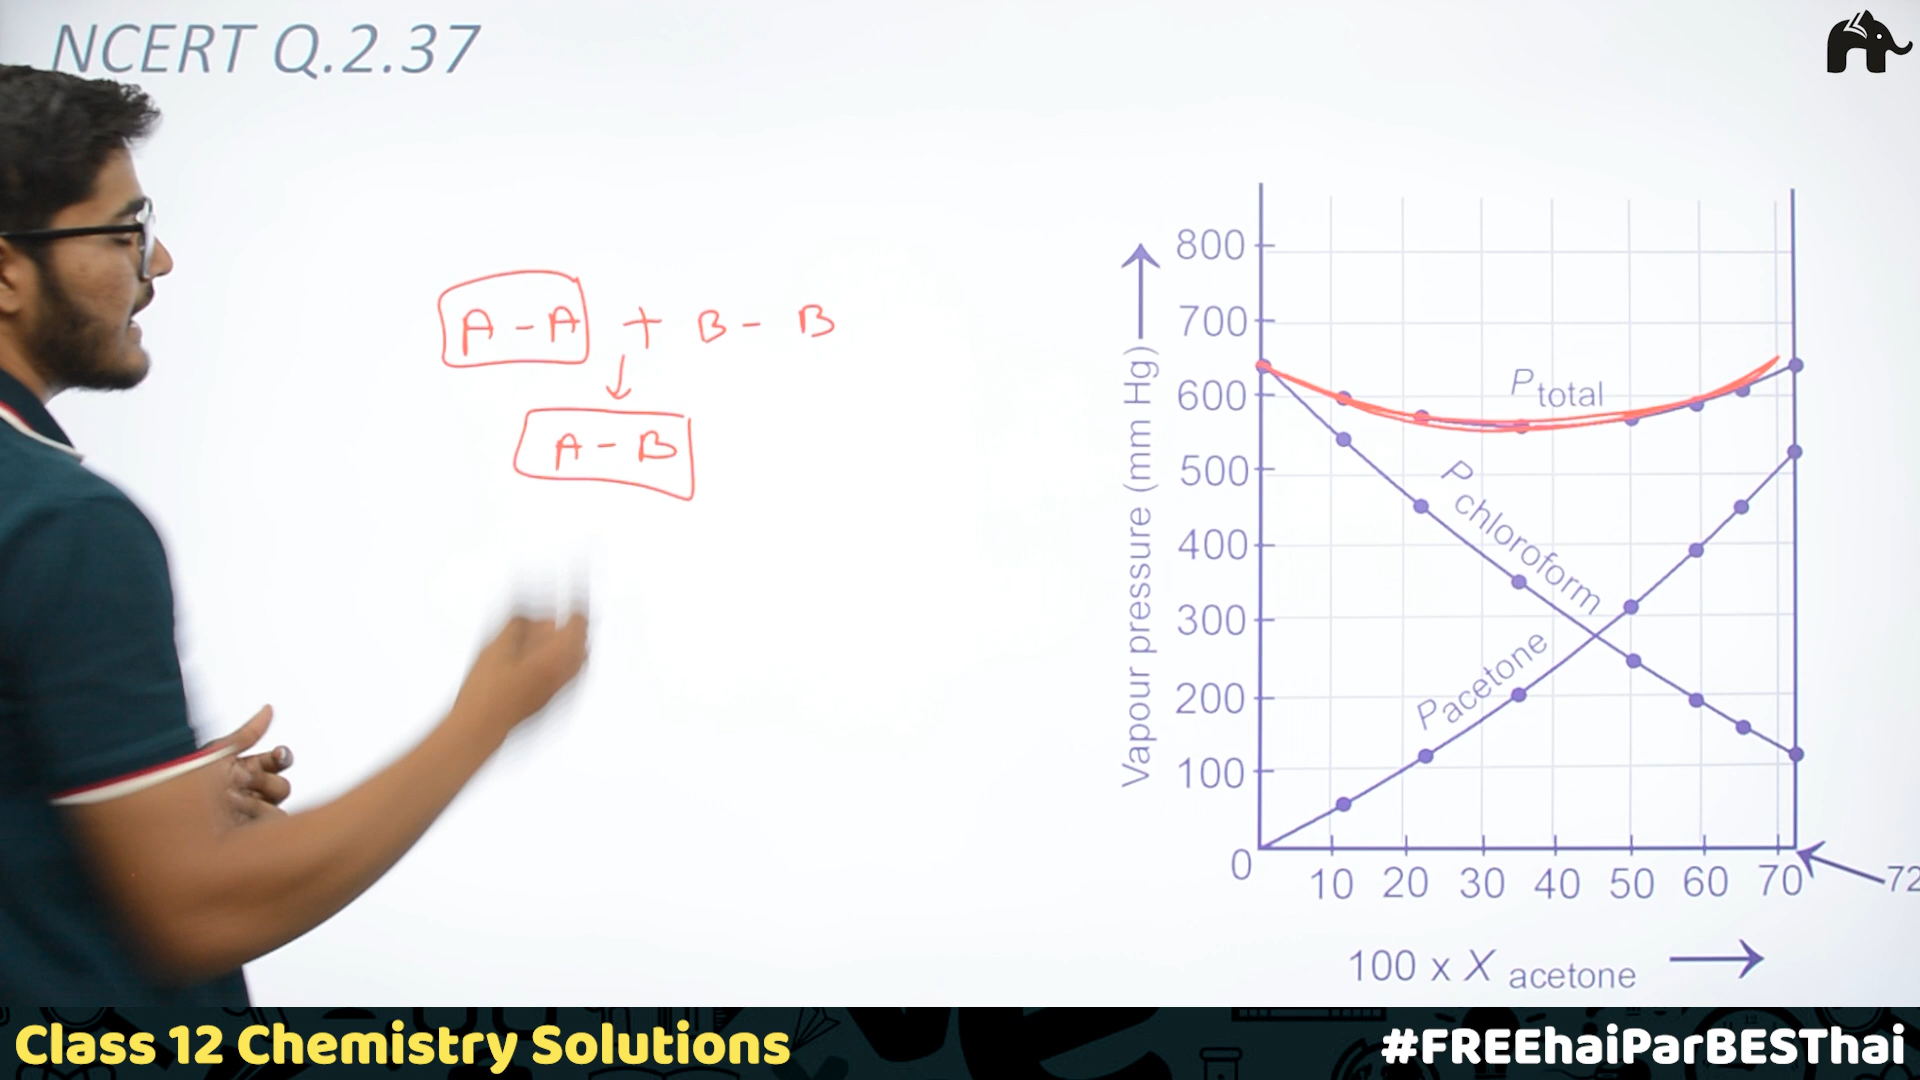 NCERT Q.2.37
A - A + B - B
A - B
800
700
600
500
400
300
200
100
0
Vapour pressure (mm Hg)
P total
P chloroform
P acetone
10 20 30 40 50 60 70
72
100 x X acetone
Class 12 Chemistry Solutions
#FREEhaiParBESThai